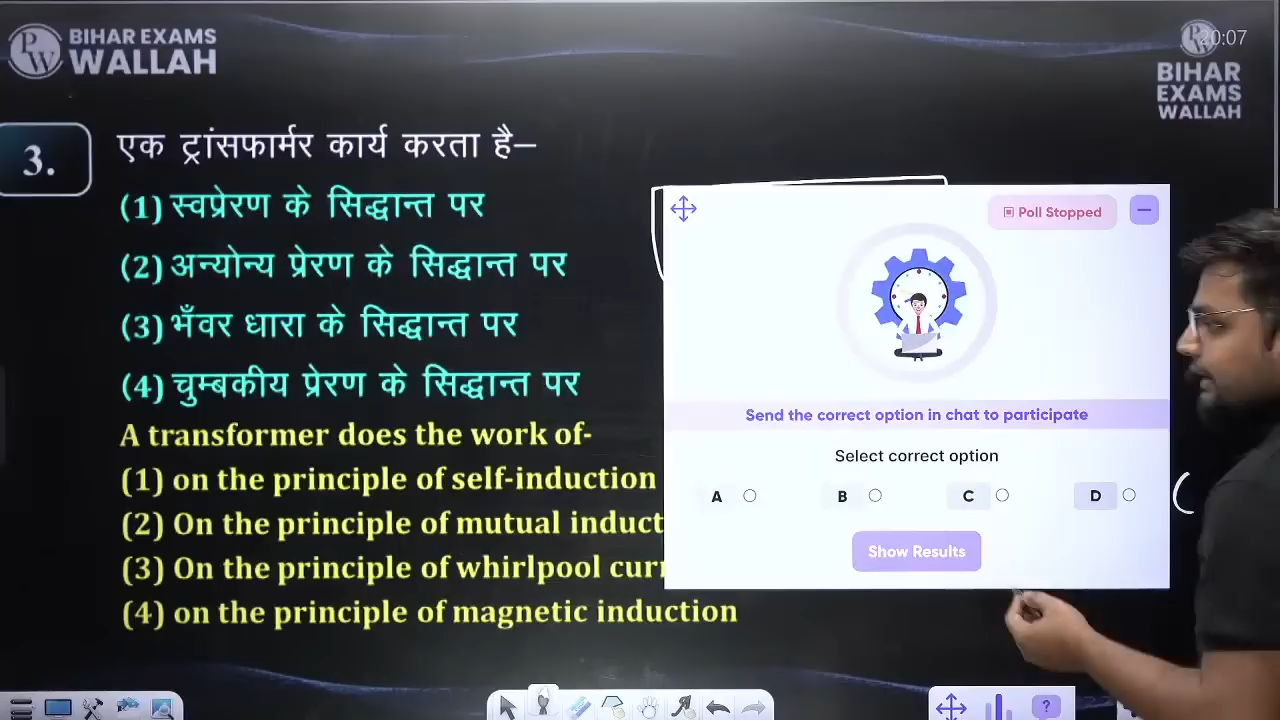 BIHAR EXAMS
WALLAH
20:07
BIHAR
EXAMS
WALLAH
3. एक ट्रांसफार्मर कार्य करता है–
(1) स्वप्रेरण के सिद्धान्त पर
(2) अन्योन्य प्रेरण के सिद्धान्त पर
(3) भँवर धारा के सिद्धान्त पर
(4) चुम्बकीय प्रेरण के सिद्धान्त पर
A transformer does the work of-
(1) on the principle of self-induction
(2) On the principle of mutual induct
(3) On the principle of whirlpool curr
(4) on the principle of magnetic induction
Poll Stopped
Send the correct option in chat to participate
Select correct option
A B C D
Show Results